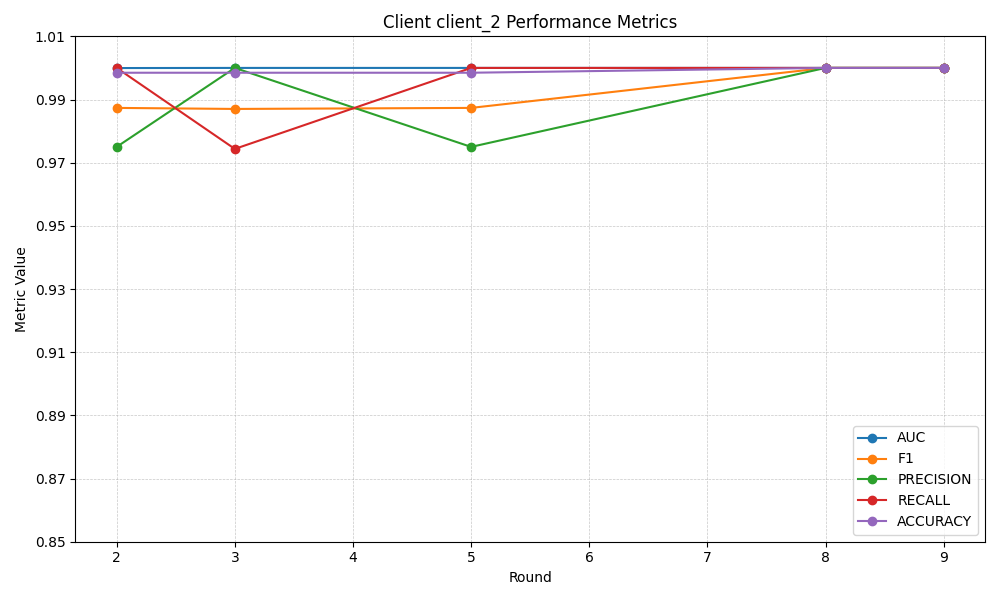 Client client_2 Performance Metrics
Metric Value
1.01
0.99
0.97
0.95
0.93
0.91
0.89
0.87
0.85
AUC
F1
PRECISION
RECALL
ACCURACY
2 3 4 5 6 7 8 9
Round